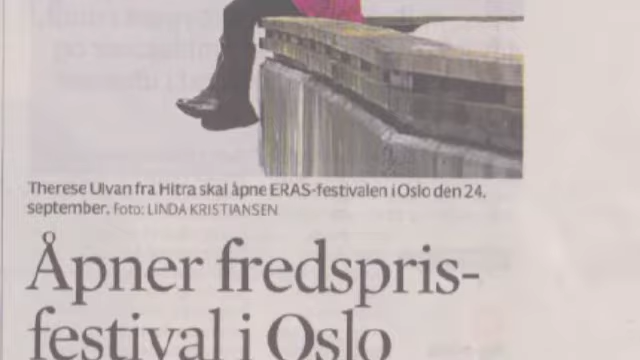 Therese Ulvan fra Hitra skal åpne ERAS-festivalen i Oslo den 24.
september. Foto: LINDA KRISTIANSEN
Åpner fredspris-
festival i Oslo